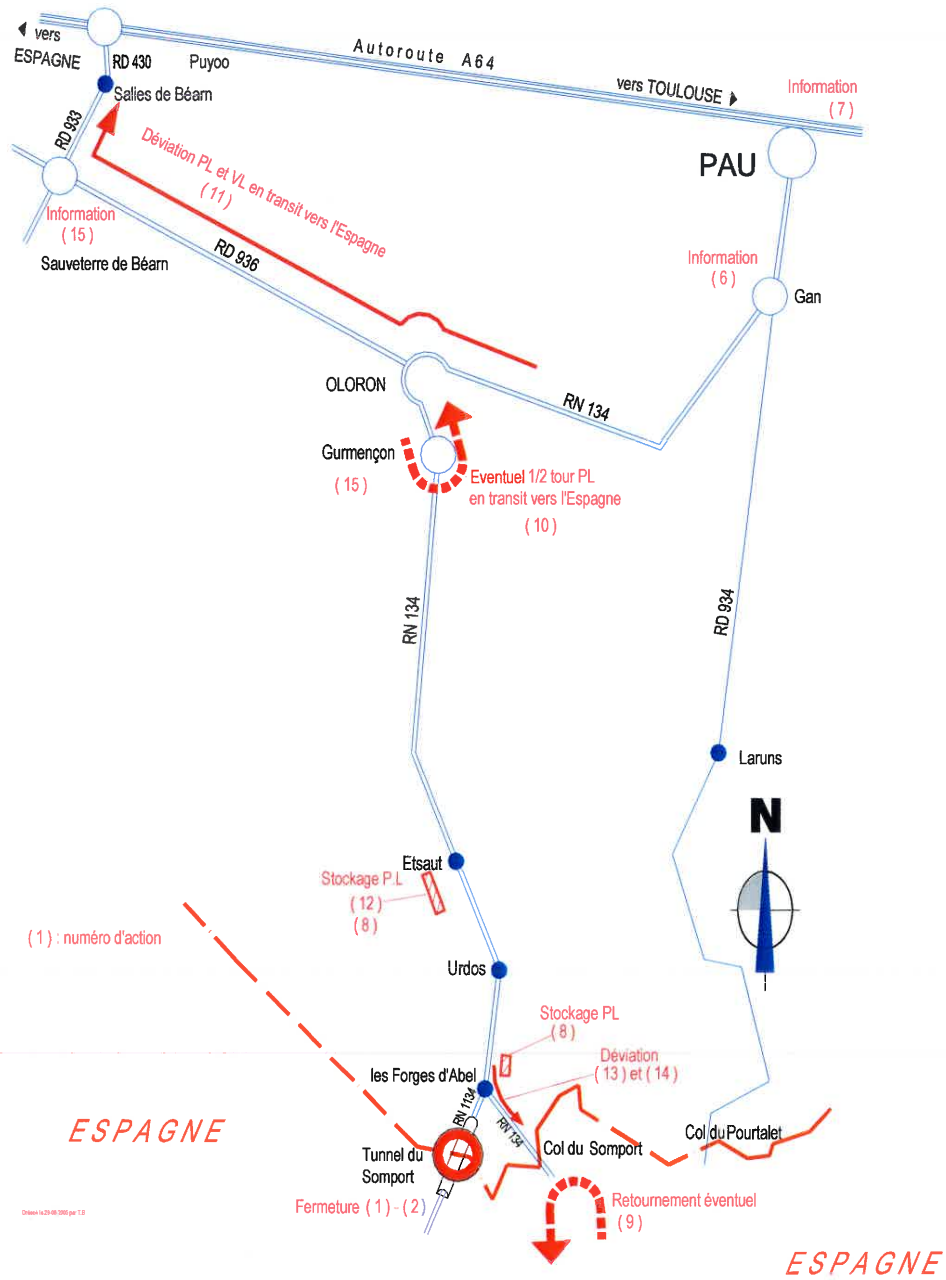 vers
ESPAGNE
RD 430
Puyoo
Autoroute A64
vers TOULOUSE
Information
(7)
Salies de Béarn
RD 933
PAU
Déviation PL et VL en transit vers l'Espagne
(11)
Information
(15)
Sauveterre de Béarn
RD 936
Information
(6)
Gan
OLORON
RN 134
Gurmençon
(15)
Eventuel 1/2 tour PL
en transit vers l'Espagne
(10)
RN 134
RD 934
Laruns
N
Etsaut
Stockage P.L
(12)
(8)
(1) : numéro d'action
Urdos
Stockage PL
(8)
Déviation
(13) et (14)
les Forges d'Abel
RN 1134
RN 134
ESPAGNE
Col du Somport
Col du Pourtalet
Tunnel du
Somport
Fermeture (1) - (2)
Retournement éventuel
(9)
ESPAGNE